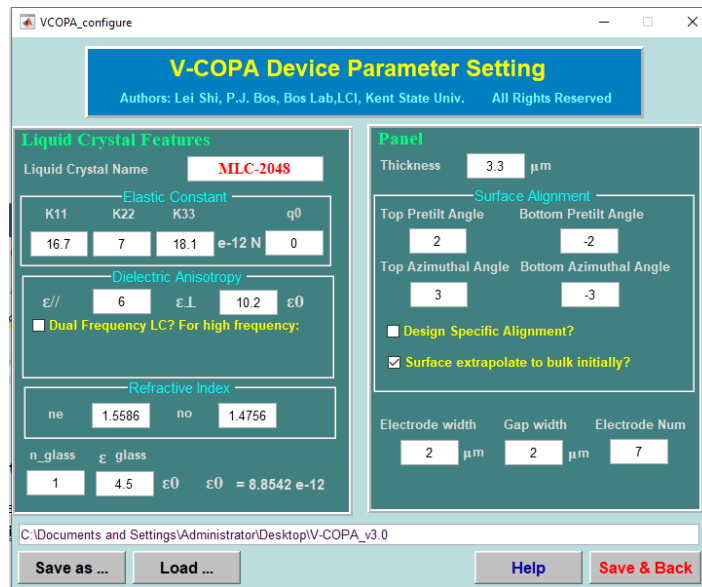 VCOPA_configure
V-COPA Device Parameter Setting
Authors: Lei Shi, P.J. Bos, Bos Lab,LCI, Kent State Univ. All Rights Reserved
Liquid Crystal Features
Liquid Crystal Name MLC-2048
Elastic Constant
K11 K22 K33 q0
16.7 7 18.1 e-12 N 0
Dielectric Anisotropy
ε// 6 ε⊥ 10.2 ε0
Dual Frequency LC? For high frequency:
Refractive Index
ne 1.5586 no 1.4756
n_glass ε glass
1 4.5 ε0 ε0 = 8.8542 e-12
Panel
Thickness 3.3 μm
Surface Alignment
Top Pretilt Angle Bottom Pretilt Angle
2 -2
Top Azimuthal Angle Bottom Azimuthal Angle
3 -3
Design Specific Alignment?
Surface extrapolate to bulk initially?
Electrode width Gap width Electrode Num
2 μm 2 μm 7
C:\Documents and Settings\Administrator\Desktop\V-COPA_v3.0
Save as ... Load ... Help Save & Back